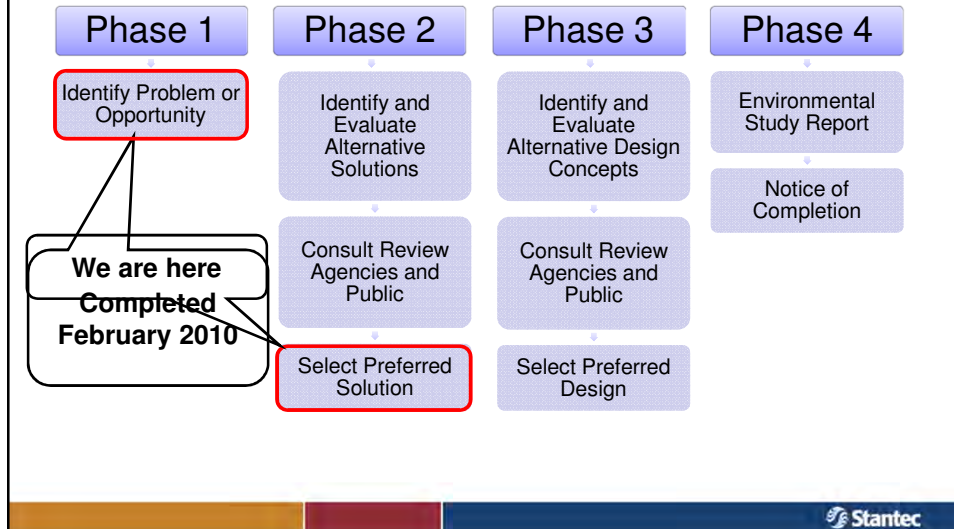 Phase 1
Phase 2
Phase 3
Phase 4
Identify Problem or
Opportunity
We are here
Completed
February 2010
Identify and
Evaluate
Alternative
Solutions
Consult Review
Agencies and
Public
Select Preferred
Solution
Identify and
Evaluate
Alternative Design
Concepts
Consult Review
Agencies and
Public
Select Preferred
Design
Environmental
Study Report
Notice of
Completion
Stantec